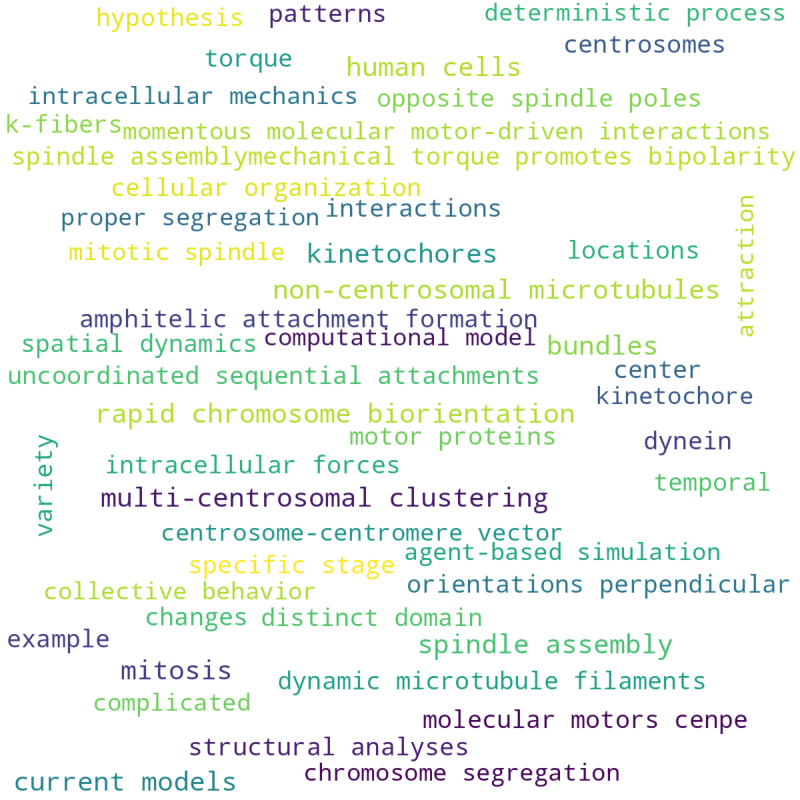 hypothesis
patterns
deterministic process
centrosomes
torque
human cells
intracellular mechanics
opposite spindle poles
k-fibers
momentous molecular motor-driven interactions
spindle assemblymechanical torque promotes bipolarity
cellular organization
attraction
proper segregation
interactions
mitotic spindle
kinetochores
locations
non-centrosomal microtubules
amphitelic attachment formation
spatial dynamics
computational model
bundles
uncoordinated sequential attachments
center
kinetochore
rapid chromosome biorientation
motor proteins
dynein
variety
intracellular forces
temporal
multi-centrosomal clustering
centrosome-centromere vector
specific stage
agent-based simulation
collective behavior
orientations perpendicular
changes
distinct domain
example
spindle assembly
mitosis
dynamic microtubule filaments
complicated
molecular motors cenpe
structural analyses
current models
chromosome segregation